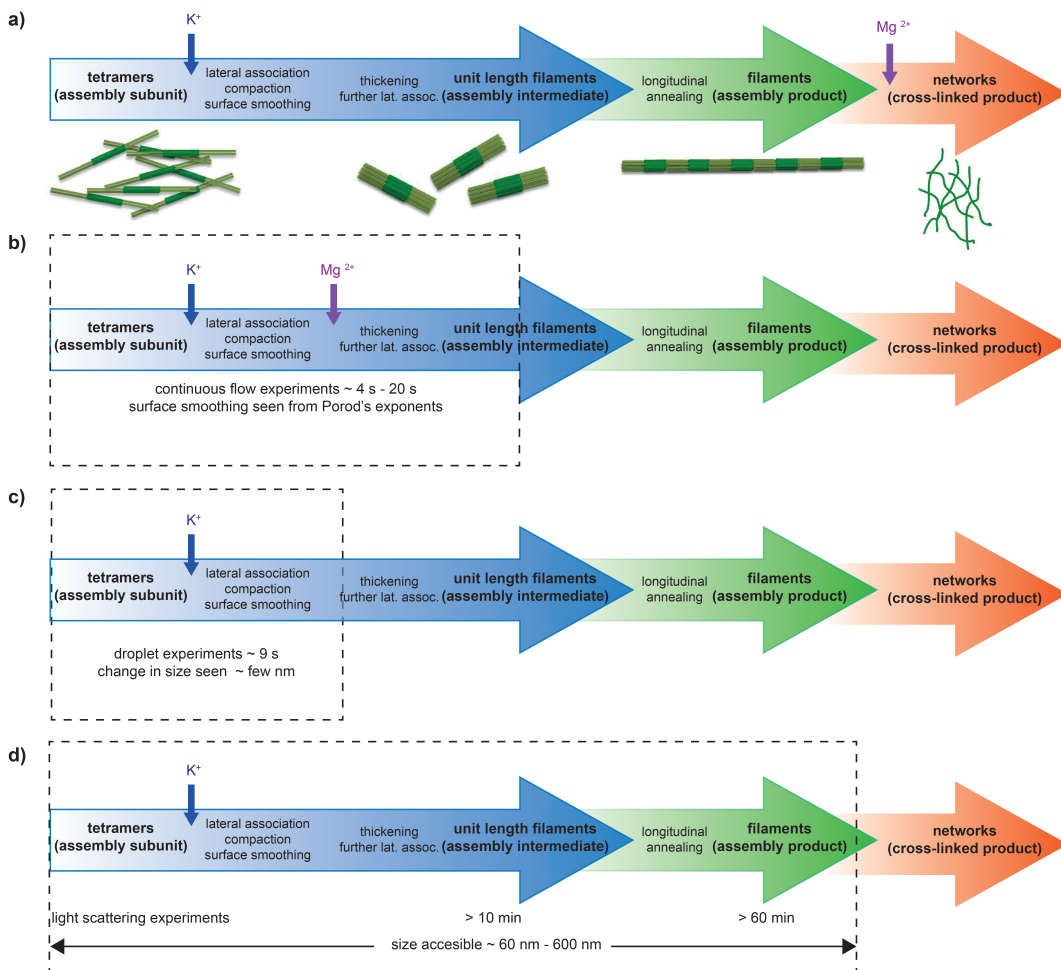 a)
K⁺
Mg ²⁺
tetramers
(assembly subunit)
lateral association
compaction
surface smoothing
thickening
further lat. assoc.
unit length filaments
(assembly intermediate)
longitudinal
annealing
filaments
(assembly product)
networks
(cross-linked product)
b)
K⁺
Mg ²⁺
tetramers
(assembly subunit)
lateral association
compaction
surface smoothing
thickening
further lat. assoc.
unit length filaments
(assembly intermediate)
longitudinal
annealing
filaments
(assembly product)
networks
(cross-linked product)
continuous flow experiments ~ 4 s - 20 s
surface smoothing seen from Porod's exponents
c)
K⁺
tetramers
(assembly subunit)
lateral association
compaction
surface smoothing
thickening
further lat. assoc.
unit length filaments
(assembly intermediate)
longitudinal
annealing
filaments
(assembly product)
networks
(cross-linked product)
droplet experiments ~ 9 s
change in size seen ~ few nm
d)
K⁺
tetramers
(assembly subunit)
lateral association
compaction
surface smoothing
thickening
further lat. assoc.
unit length filaments
(assembly intermediate)
longitudinal
annealing
filaments
(assembly product)
networks
(cross-linked product)
light scattering experiments
> 10 min
> 60 min
size accesible ~ 60 nm - 600 nm